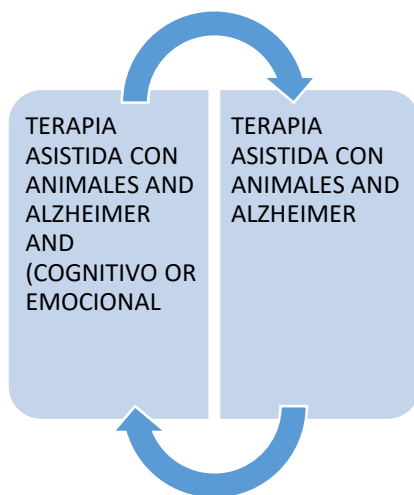 TERAPIA
ASISTIDA CON
ANIMALES AND
ALZHEIMER
AND
(COGNITIVO OR
EMOCIONAL
TERAPIA
ASISTIDA CON
ANIMALES AND
ALZHEIMER